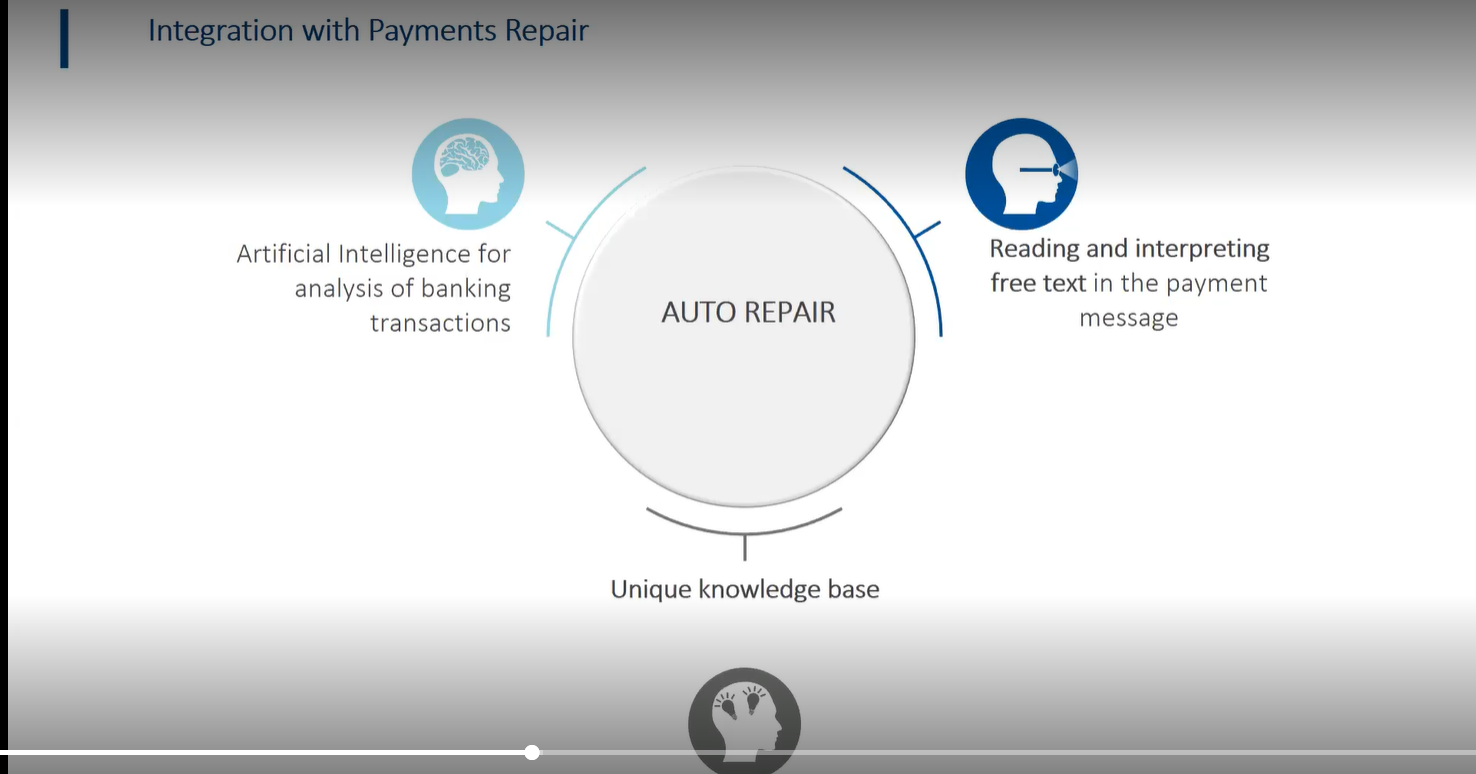 Integration with Payments Repair
Artificial Intelligence for
analysis of banking
transactions
AUTO REPAIR
Reading and interpreting
free text in the payment
message
Unique knowledge base